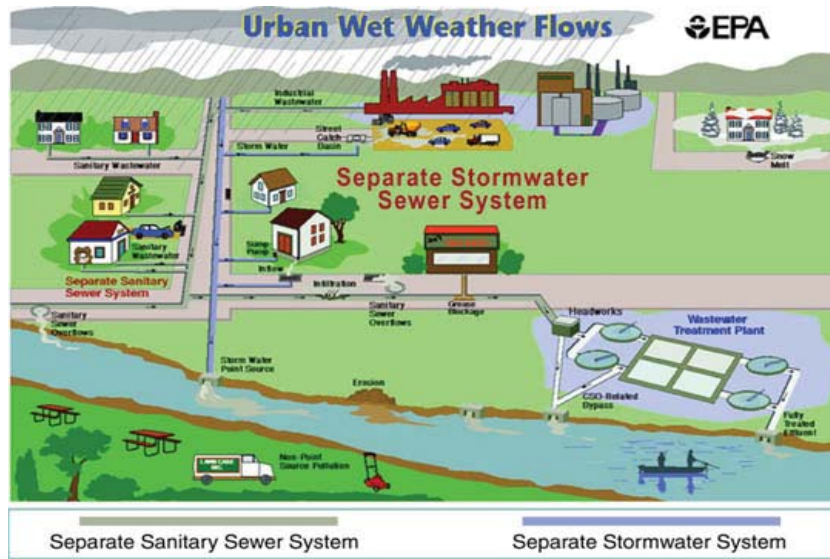 Urban Wet Weather Flows
EPA
Industrial
Wastewater
Street
Catch
Basin
Storm Water
Sanitary Wastewater
Snow
Melt
Separate Stormwater
Sewer System
Sanitary
Wastewater
Sump
Pump
Inflow
Separate Sanitary
Sewer System
Infiltration
Sanitary
Sewer
Overflows
Grease
Blockage
Sanitary
Sewer
Overflows
Headworks
Wastewater
Treatment Plant
Storm Water
Point Source
Erosion
CSO-Related
Bypass
Fully
Treated
Effluent
LAWN CARE
INC.
Non-Point
Source Pollution
Separate Sanitary Sewer System
Separate Stormwater System